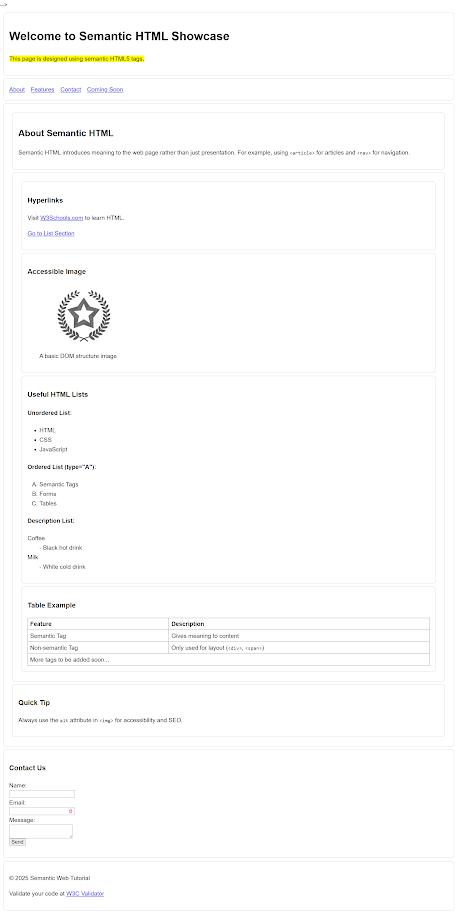 -->
Welcome to Semantic HTML Showcase
This page is designed using semantic HTML5 tags.
About Features Contact Coming Soon
About Semantic HTML
Semantic HTML introduces meaning to the web page rather than just presentation. For example, using <article> for articles and <nav> for navigation.
Hyperlinks
Visit W3Schools.com to learn HTML.
Go to List Section
Accessible Image
A basic DOM structure image
Useful HTML Lists
Unordered List:
• HTML
• CSS
• JavaScript
Ordered List (type="A"):
A. Semantic Tags
B. Forms
C. Tables
Description List:
Coffee
- Black hot drink
Milk
- White cold drink
Table Example
Feature Description
Semantic Tag Gives meaning to content
Non-semantic Tag Only used for layout (<div>, <span>)
More tags to be added soon...
Quick Tip
Always use the alt attribute in <img> for accessibility and SEO.
Contact Us
Name:
Email:
Message:
Send
© 2025 Semantic Web Tutorial
Validate your code at W3C Validator